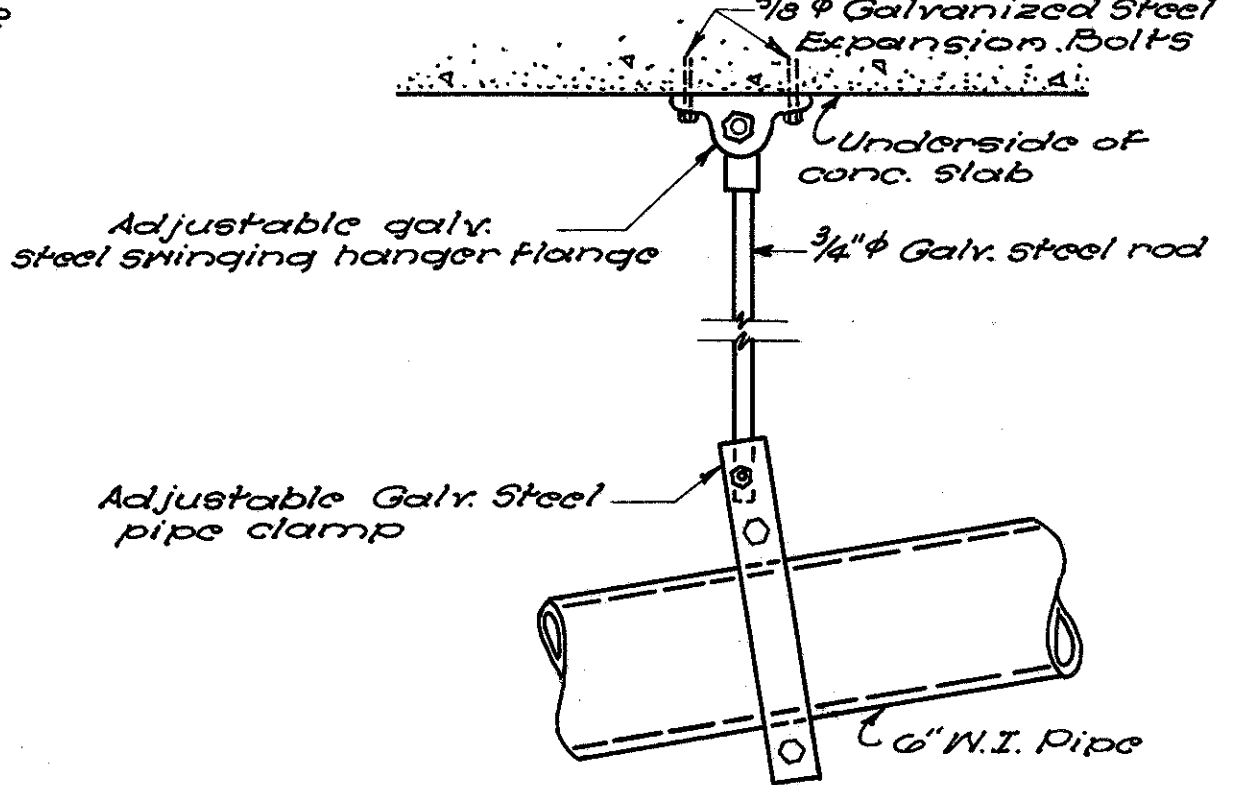 Galvanized Steel
Expansion Bolts
Underside of
conc. slab
Adjustable galv.
steel swinging hanger flange
3/4"φ Galv. steel rod
Adjustable Galv. Steel
pipe clamp
6" W.I. Pipe